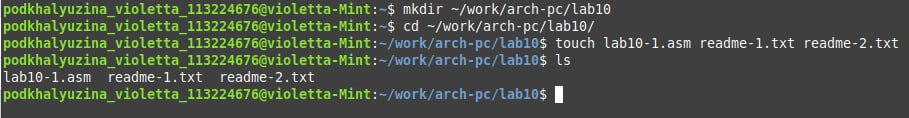 podkhalyuzina_violetta_113224676@violetta-Mint:~$ mkdir ~/work/arch-pc/lab10
podkhalyuzina_violetta_113224676@violetta-Mint:~$ cd ~/work/arch-pc/lab10/
podkhalyuzina_violetta_113224676@violetta-Mint:~/work/arch-pc/lab10$ touch lab10-1.asm readme-1.txt readme-2.txt
podkhalyuzina_violetta_113224676@violetta-Mint:~/work/arch-pc/lab10$ ls
lab10-1.asm  readme-1.txt  readme-2.txt
podkhalyuzina_violetta_113224676@violetta-Mint:~/work/arch-pc/lab10$